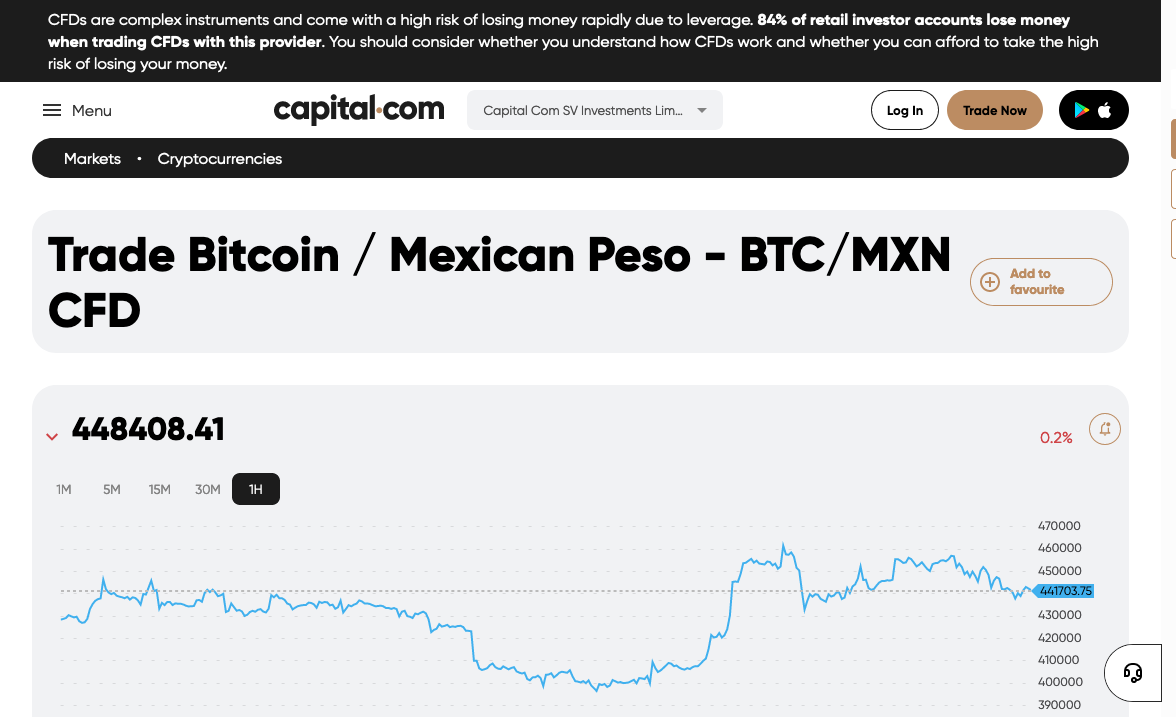 CFDs are complex instruments and come with a high risk of losing money rapidly due to leverage. 84% of retail investor accounts lose money
when trading CFDs with this provider. You should consider whether you understand how CFDs work and whether you can afford to take the high
risk of losing your money.
Menu
capital.com
Capital Com SV Investments Lim...
Log In
Trade Now
Markets • Cryptocurrencies
Trade Bitcoin / Mexican Peso - BTC/MXN
CFD
Add to
favourite
448408.41
0.2%
1M 5M 15M 30M 1H
470000
460000
450000
441703.75
430000
420000
410000
400000
390000